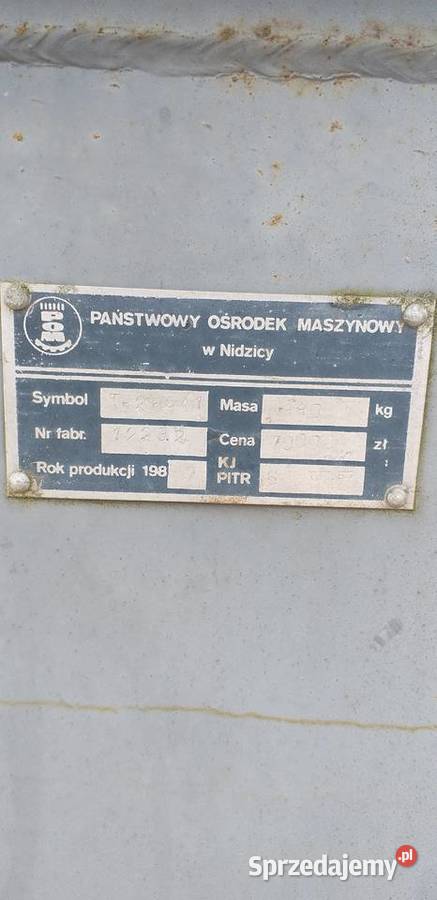 POM
PAŃSTWOWY OŚRODEK MASZYNOWY
w Nidzicy
Symbol Masa kg
Nr fabr. Cena zł
Rok produkcji 198 KJ
PITR
Sprzedajemy.pl